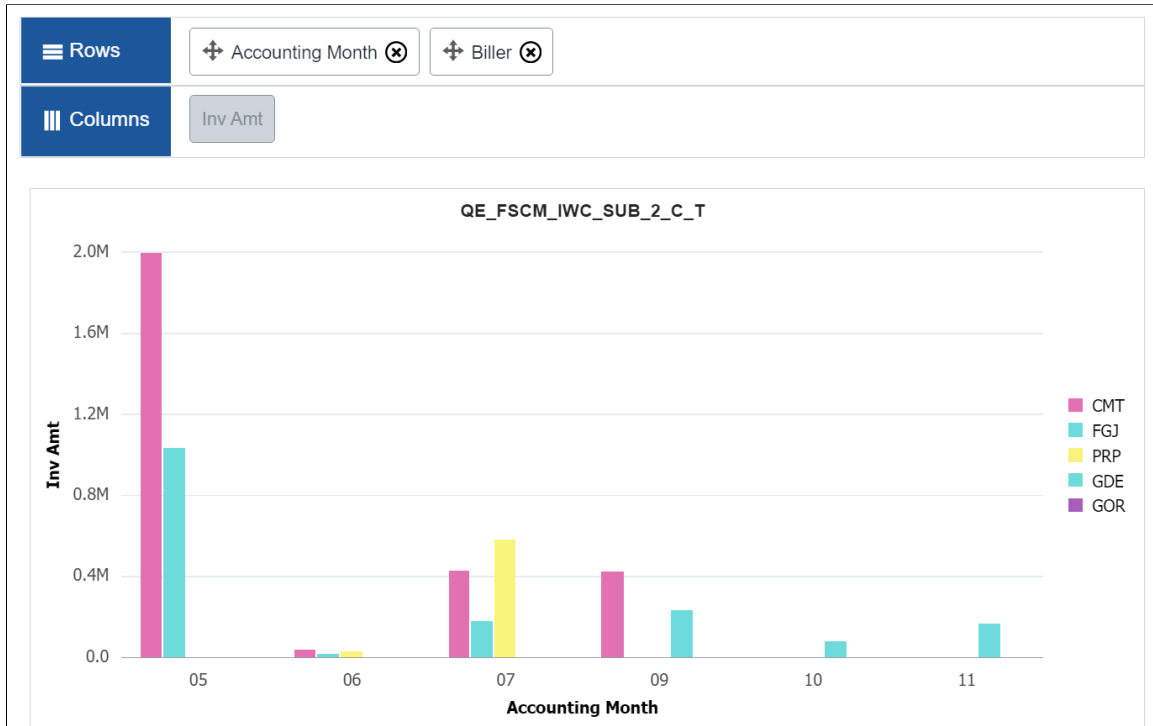 Rows
Accounting Month
Biller
Columns
Inv Amt
QE_FSCM_IWC_SUB_2_C_T
2.0M
1.6M
1.2M
0.8M
0.4M
0.0
Inv Amt
05 06 07 09 10 11
Accounting Month
CMT
FGJ
PRP
GDE
GOR